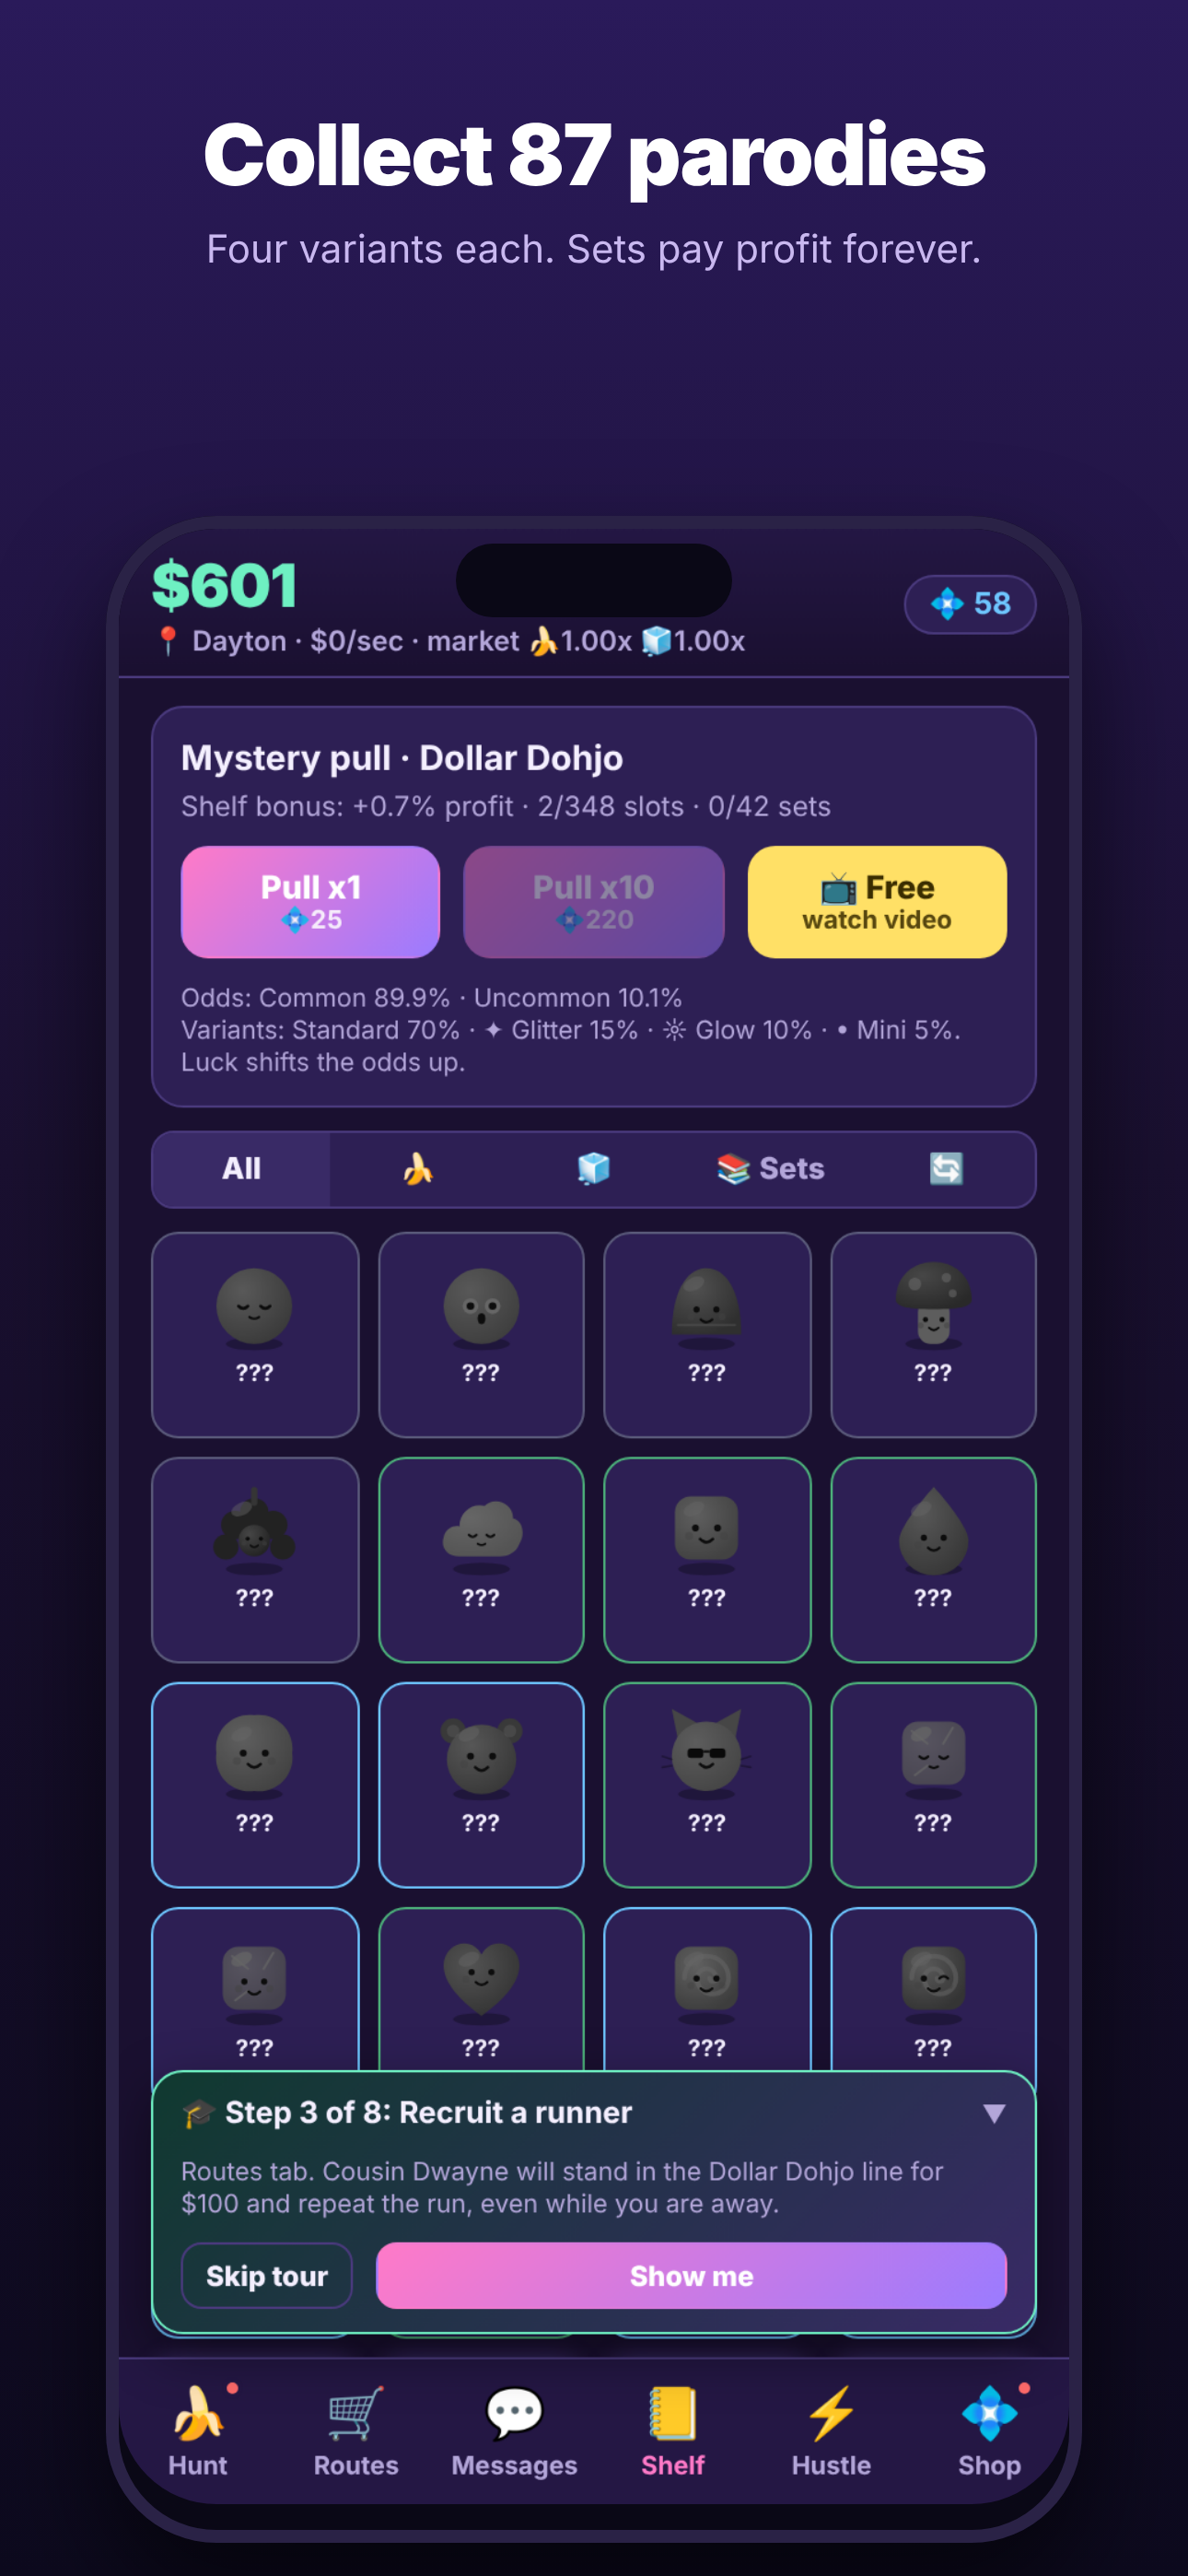 Collect 87 parodies
Four variants each. Sets pay profit forever.
$601
📍 Dayton · $0/sec · market 🍌1.00x 🧊1.00x
💠 58
Mystery pull · Dollar Dohjo
Shelf bonus: +0.7% profit · 2/348 slots · 0/42 sets
Pull x1
💠25
Pull x10
💠220
📺 Free
watch video
Odds: Common 89.9% · Uncommon 10.1%
Variants: Standard 70% · ✦ Glitter 15% · ☼ Glow 10% · • Mini 5%.
Luck shifts the odds up.
All 🍌 🧊 📚 Sets 🔄
??? ??? ??? ???
??? ??? ??? ???
??? ??? ??? ???
??? ??? ??? ???
🎓 Step 3 of 8: Recruit a runner ▼
Routes tab. Cousin Dwayne will stand in the Dollar Dohjo line for
$100 and repeat the run, even while you are away.
Skip tour
Show me
Hunt Routes Messages Shelf Hustle Shop